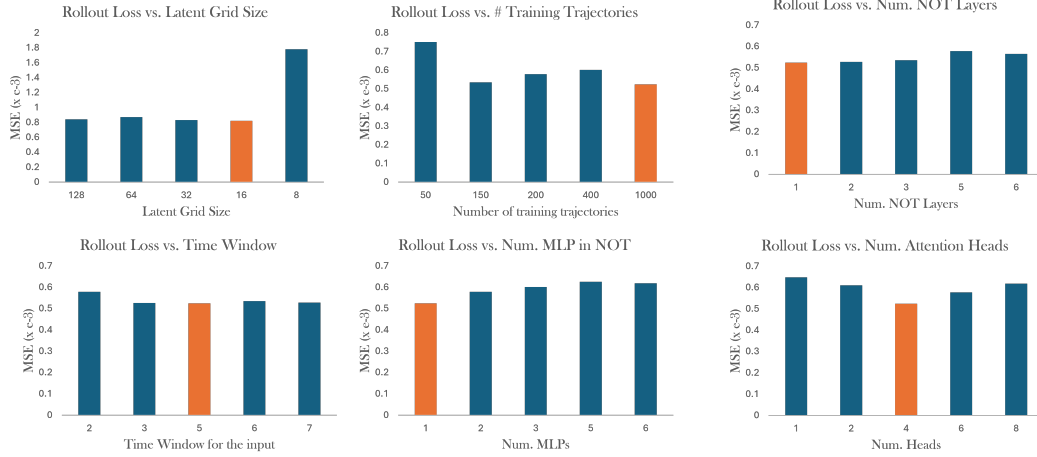 Rollout Loss vs. Latent Grid Size
2
1.8
1.6
1.4
1.2
1
0.8
0.6
0.4
0.2
0
MSE (x e-3)
128 64 32 16 8
Latent Grid Size
Rollout Loss vs. # Training Trajectories
0.8
0.7
0.6
0.5
0.4
0.3
0.2
0.1
0
MSE (x e-3)
50 150 200 400 1000
Number of training trajectories
Rollout Loss vs. Num. NOT Layers
0.7
0.6
0.5
0.4
0.3
0.2
0.1
0
MSE (x e-3)
1 2 3 5 6
Num. NOT Layers
Rollout Loss vs. Time Window
0.7
0.6
0.5
0.4
0.3
0.2
0.1
0
MSE (x e-3)
2 3 5 6 7
Time Window for the input
Rollout Loss vs. Num. MLP in NOT
0.7
0.6
0.5
0.4
0.3
0.2
0.1
0
MSE (x e-3)
1 2 3 5 6
Num. MLPs
Rollout Loss vs. Num. Attention Heads
0.7
0.6
0.5
0.4
0.3
0.2
0.1
0
MSE (x e-3)
1 2 4 6 8
Num. Heads